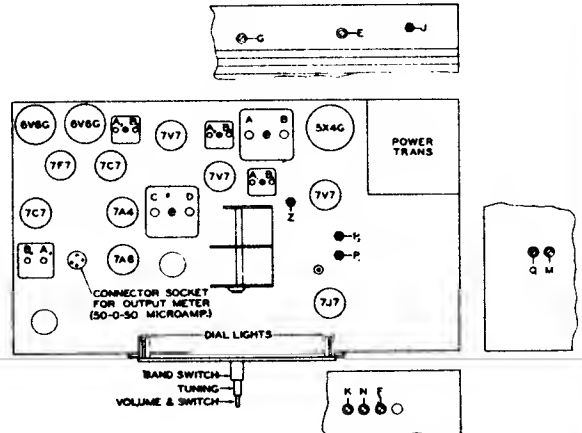 G E J
6V6G 6V6G A B 7V7 A B A B 5X4G POWER
TRANS
7F7 7C7 7V7 A B 7V7
7C7 7A4 C D Z
B A 7A6 P P
Q M
CONNECTOR SOCKET
FOR OUTPUT METER
(50-0-50 MICROAMP.)
7J7
DIAL LIGHTS
BAND SWITCH
TUNING
VOLUME & SWITCH
K N F